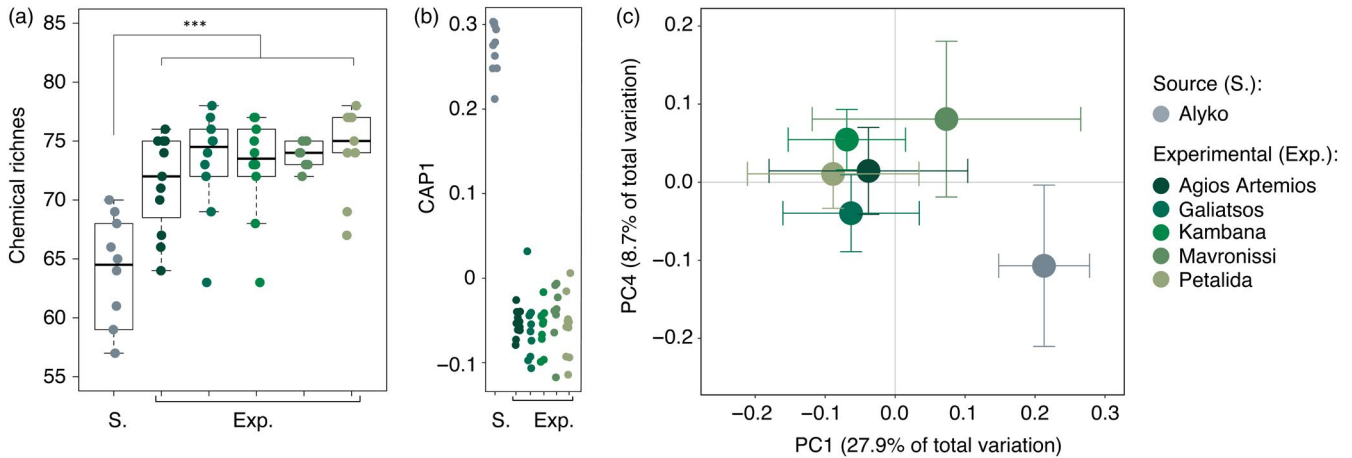 (a)
Chemical richnes
85
80
75
70
65
60
55
***
S.
Exp.
(b)
CAP1
0.3
0.2
0.1
0
−0.1
S.
Exp.
(c)
PC4 (8.7% of total variation)
0.2
0.1
0.0
−0.1
−0.2
−0.2
−0.1
0.0
0.1
0.2
0.3
PC1 (27.9% of total variation)
Source (S.):
Alyko
Experimental (Exp.):
Agios Artemios
Galiatsos
Kambana
Mavronissi
Petalida